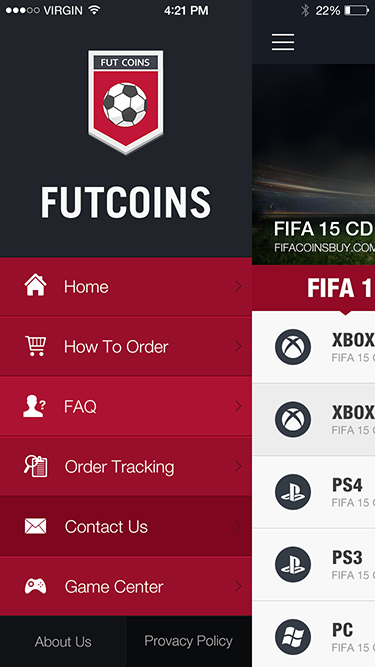 VIRGIN
4:21 PM
22%
FUT COINS
FUTCOINS
Home
How To Order
FAQ
Order Tracking
Contact Us
Game Center
About Us
Provacy Policy
FIFA 15 CD
FIFACOINSBUY.COM
FIFA 1
XBOX
FIFA 15 C
XBOX
FIFA 15 C
PS4
FIFA 15 C
PS3
FIFA 15 C
PC
FIFA 15 C